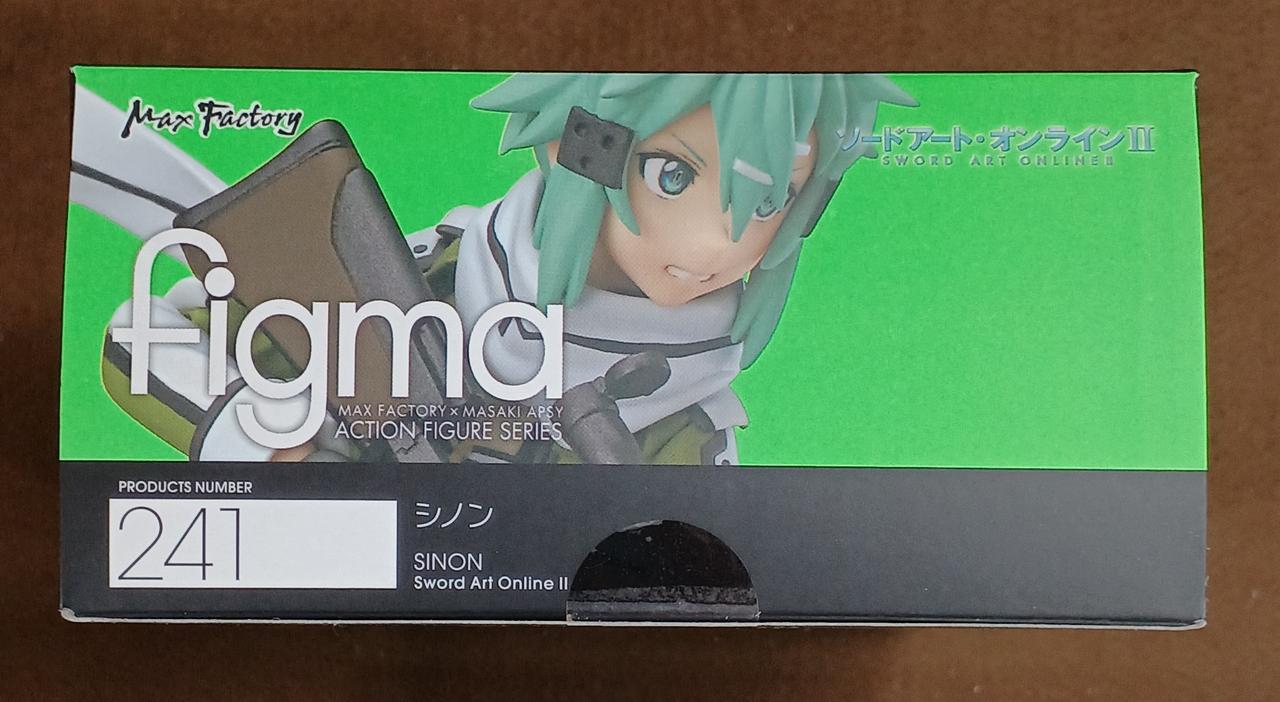 Max Factory
ソードアート・オンラインII
SWORD ART ONLINE II
figma
MAX FACTORY × MASAKI APSY
ACTION FIGURE SERIES
PRODUCTS NUMBER
241
シノン
SINON
Sword Art Online II